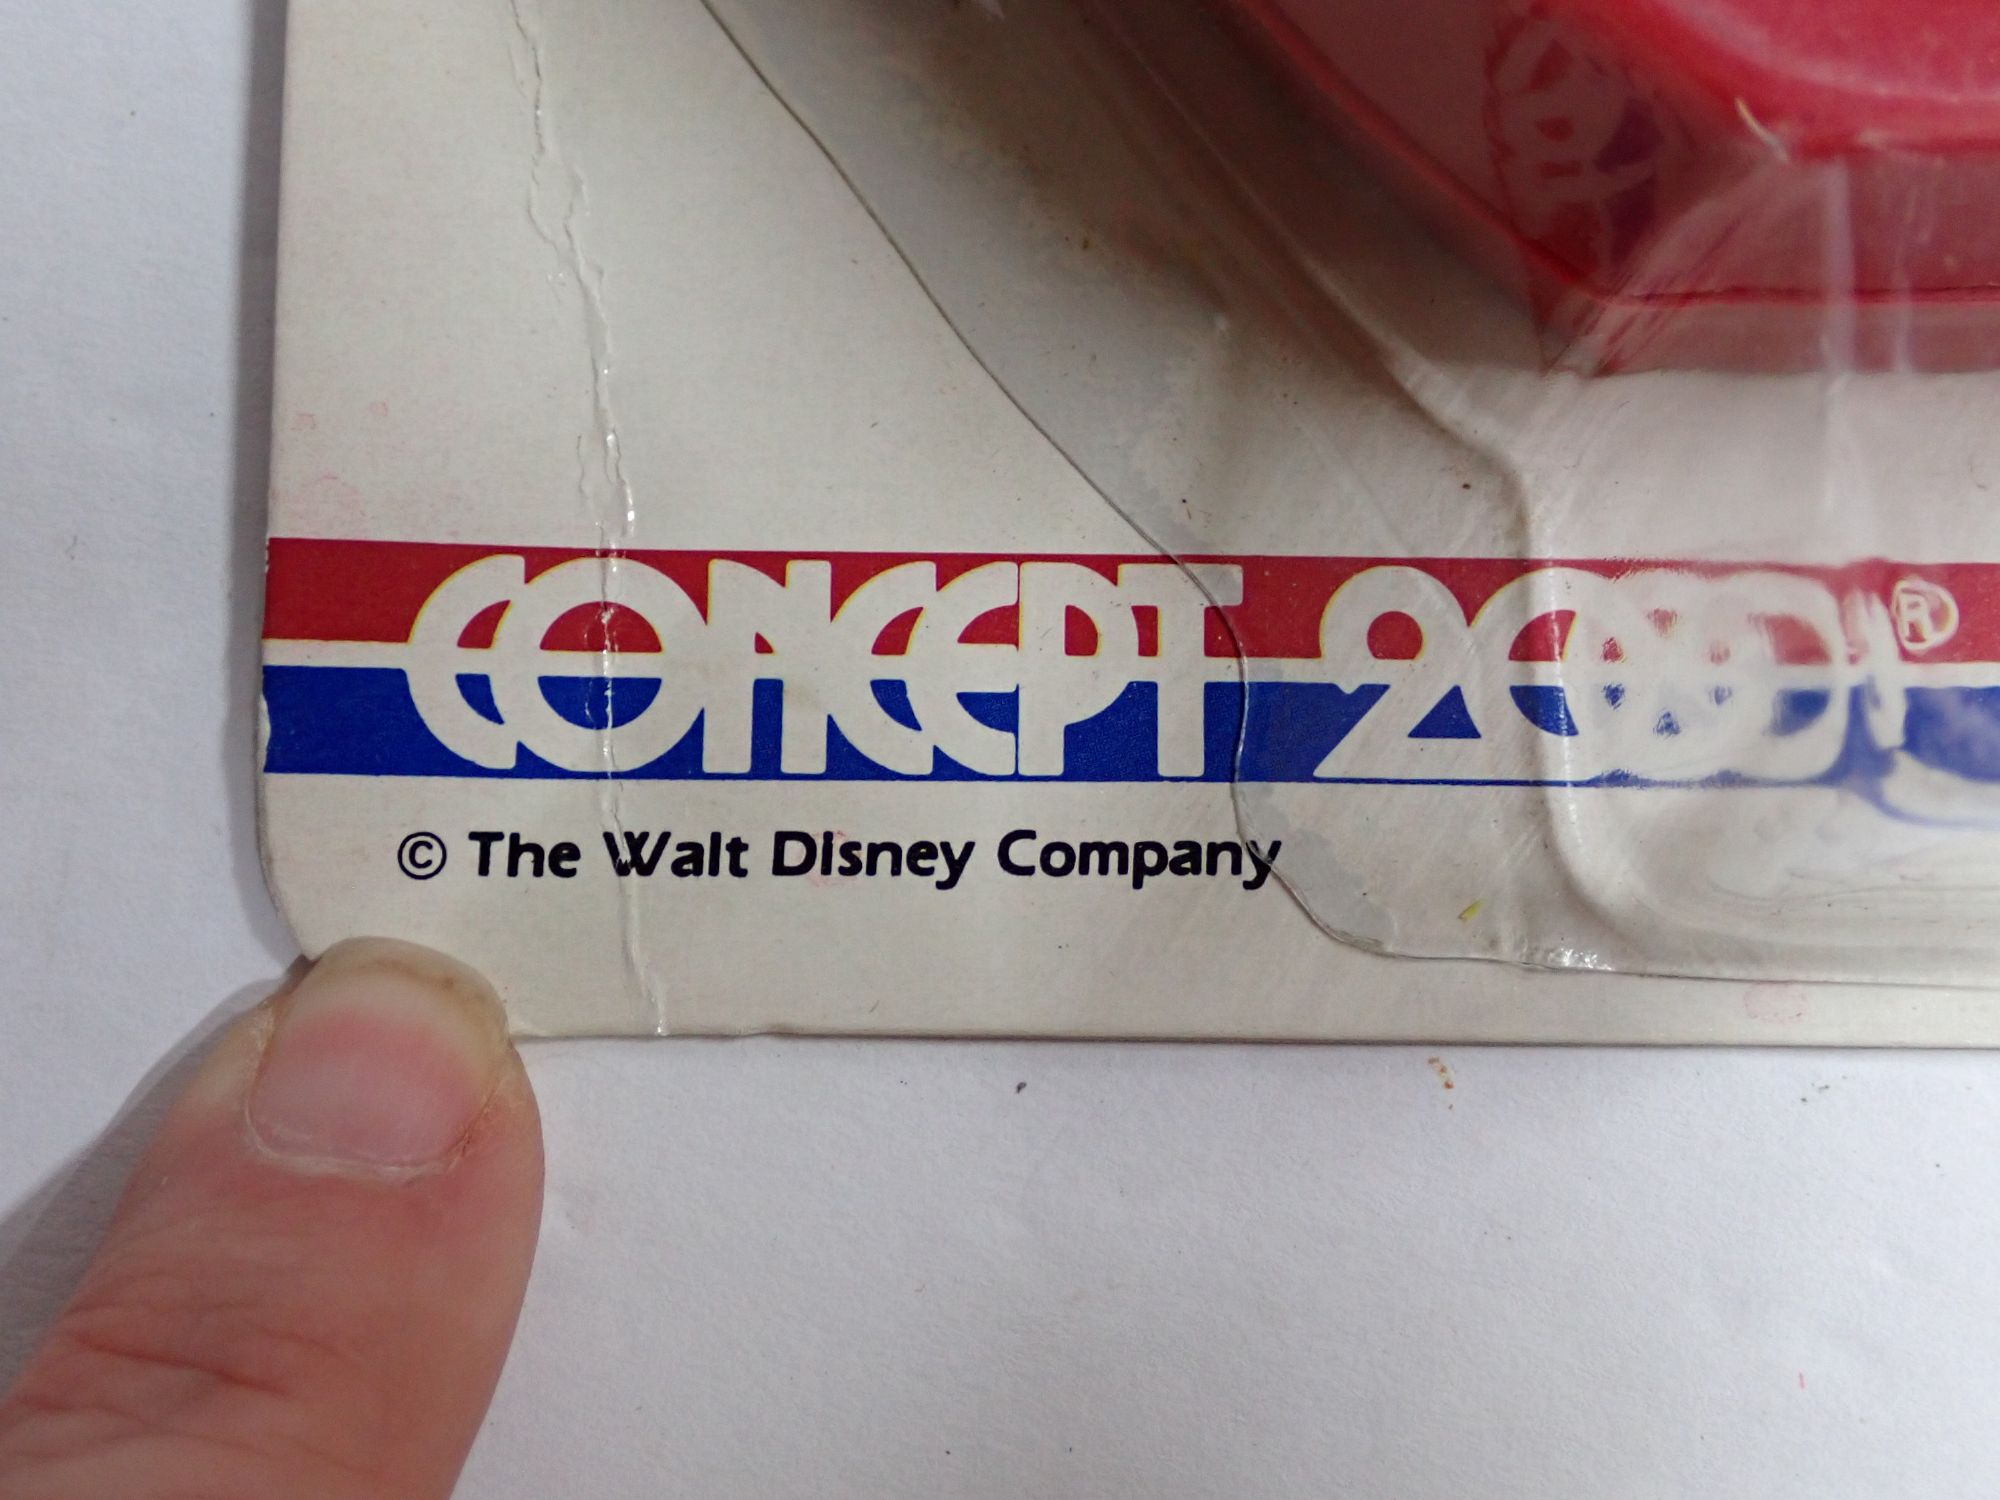 CONCEPT 2000®
© The Walt Disney Company